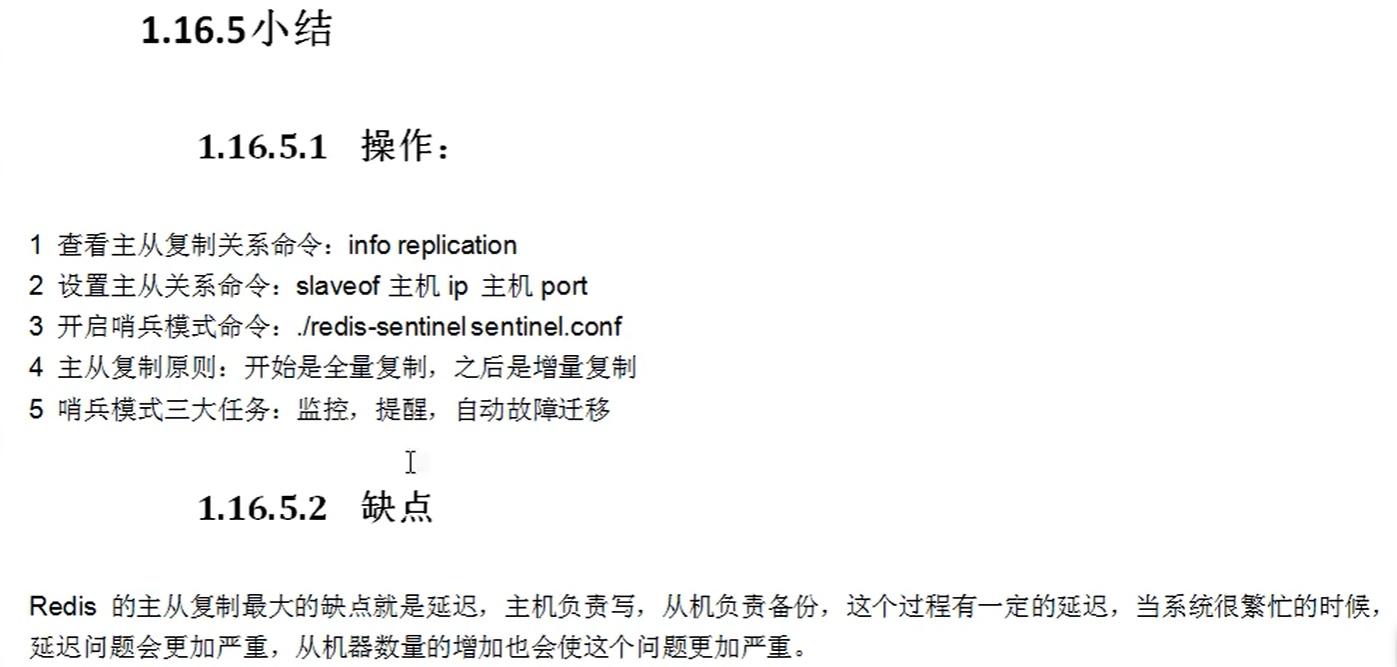 1.16.5小结
1.16.5.1 操作：
1 查看主从复制关系命令：info replication
2 设置主从关系命令：slaveof 主机 ip 主机 port
3 开启哨兵模式命令：./redis-sentinel sentinel.conf
4 主从复制原则：开始是全量复制，之后是增量复制
5 哨兵模式三大任务：监控，提醒，自动故障迁移
1.16.5.2 缺点
Redis 的主从复制最大的缺点就是延迟，主机负责写，从机负责备份，这个过程有一定的延迟，当系统很繁忙的时候，
延迟问题会更加严重，从机器数量的增加也会使这个问题更加严重。